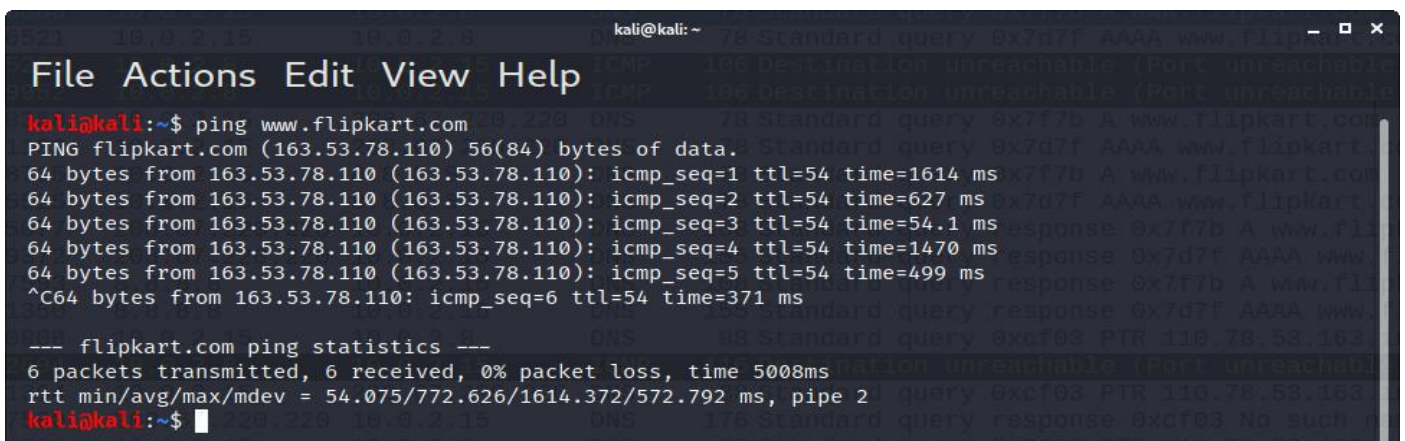 kali@kali: ~
File Actions Edit View Help
kali@kali:~$ ping www.flipkart.com
PING flipkart.com (163.53.78.110) 56(84) bytes of data.
64 bytes from 163.53.78.110 (163.53.78.110): icmp_seq=1 ttl=54 time=1614 ms
64 bytes from 163.53.78.110 (163.53.78.110): icmp_seq=2 ttl=54 time=627 ms
64 bytes from 163.53.78.110 (163.53.78.110): icmp_seq=3 ttl=54 time=54.1 ms
64 bytes from 163.53.78.110 (163.53.78.110): icmp_seq=4 ttl=54 time=1470 ms
64 bytes from 163.53.78.110 (163.53.78.110): icmp_seq=5 ttl=54 time=499 ms
^C64 bytes from 163.53.78.110: icmp_seq=6 ttl=54 time=371 ms
--- flipkart.com ping statistics ---
6 packets transmitted, 6 received, 0% packet loss, time 5008ms
rtt min/avg/max/mdev = 54.075/772.626/1614.372/572.792 ms, pipe 2
kali@kali:~$